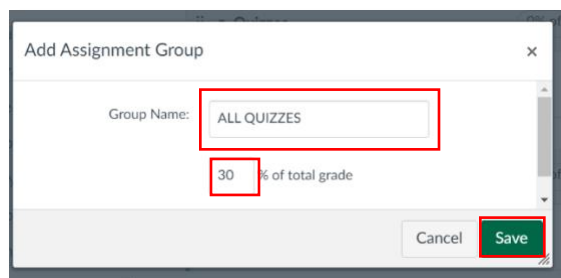 Quizzes
Add Assignment Group ×
Group Name: ALL QUIZZES
30 % of total grade
Cancel Save